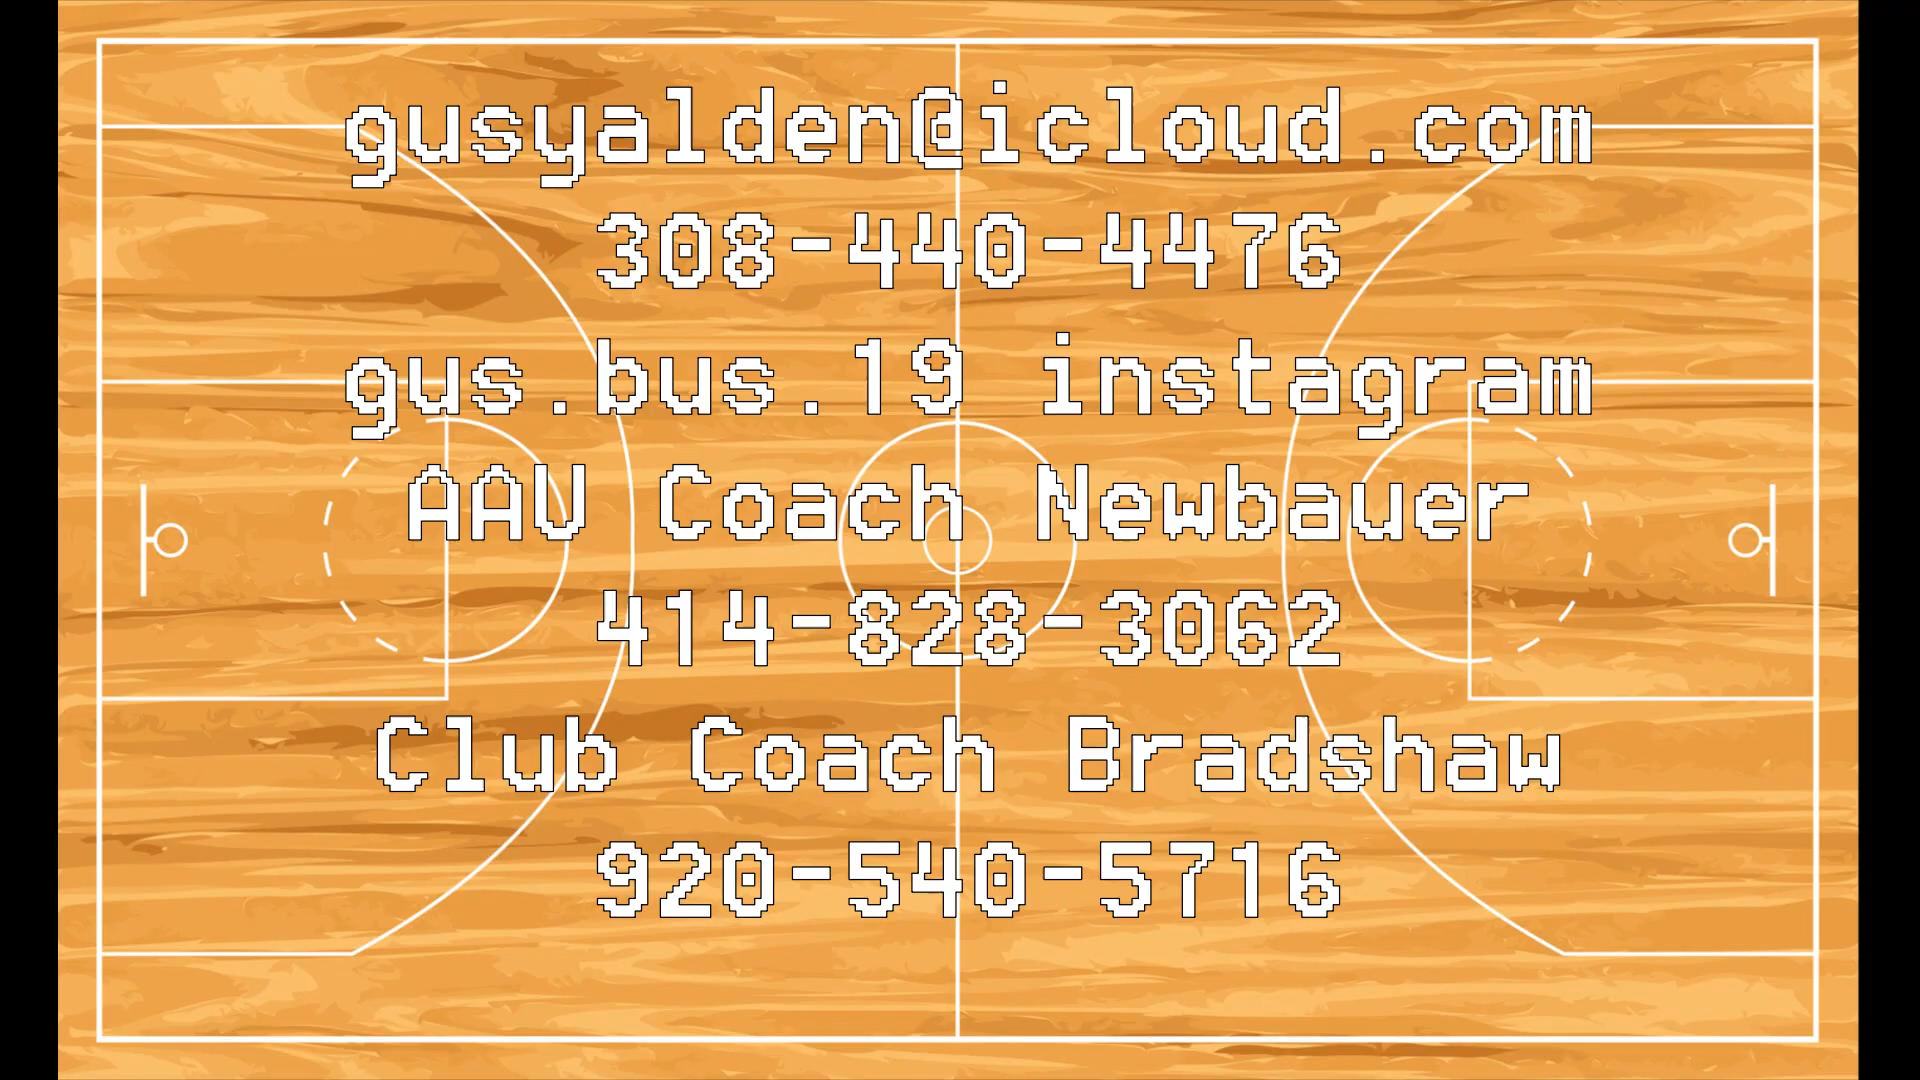 gusyalden@icloud.com
308-440-4476
gus.bus.19 instagram
AAU Coach Newbauer
414-828-3062
Club Coach Bradshaw
920-540-5716